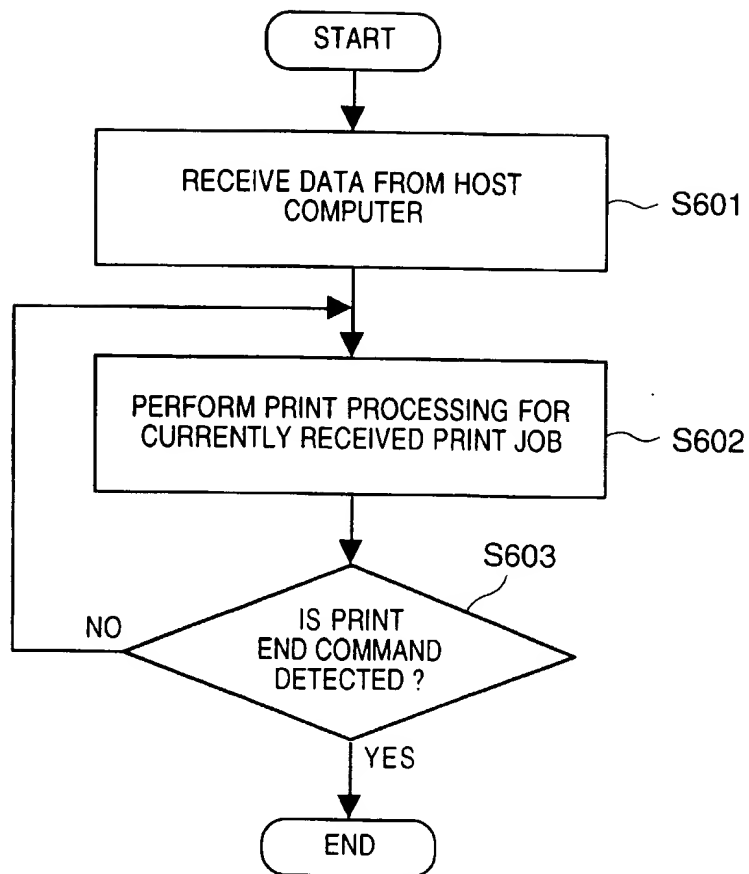 START
RECEIVE DATA FROM HOST
COMPUTER
S601
PERFORM PRINT PROCESSING FOR
CURRENTLY RECEIVED PRINT JOB
S602
S603
IS PRINT
END COMMAND
DETECTED ?
NO
YES
END